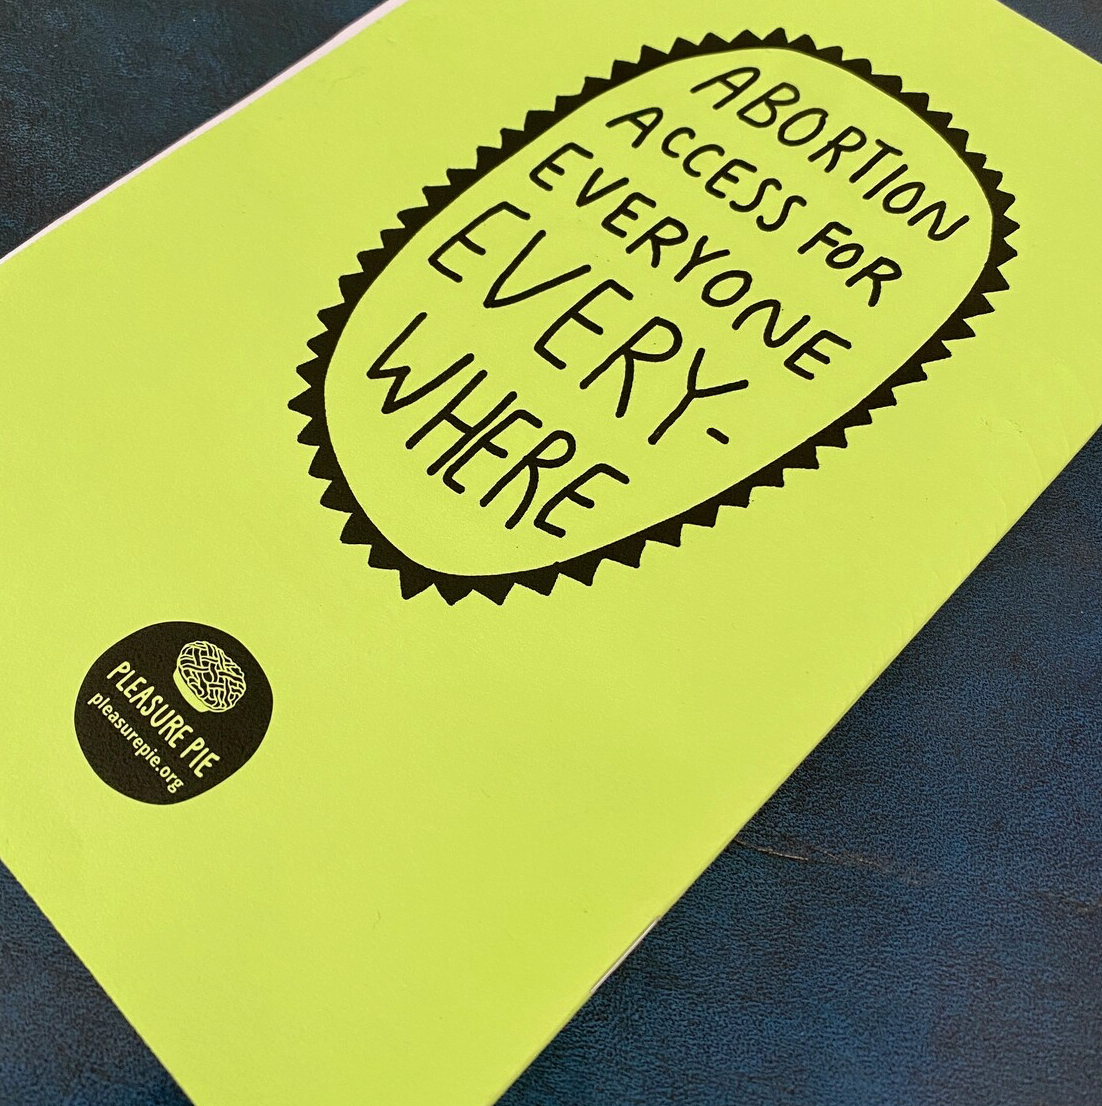 ABORTION
ACCESS FOR
EVERYONE
EVERY-
WHERE
PLEASURE PIE
pleasurepie.org